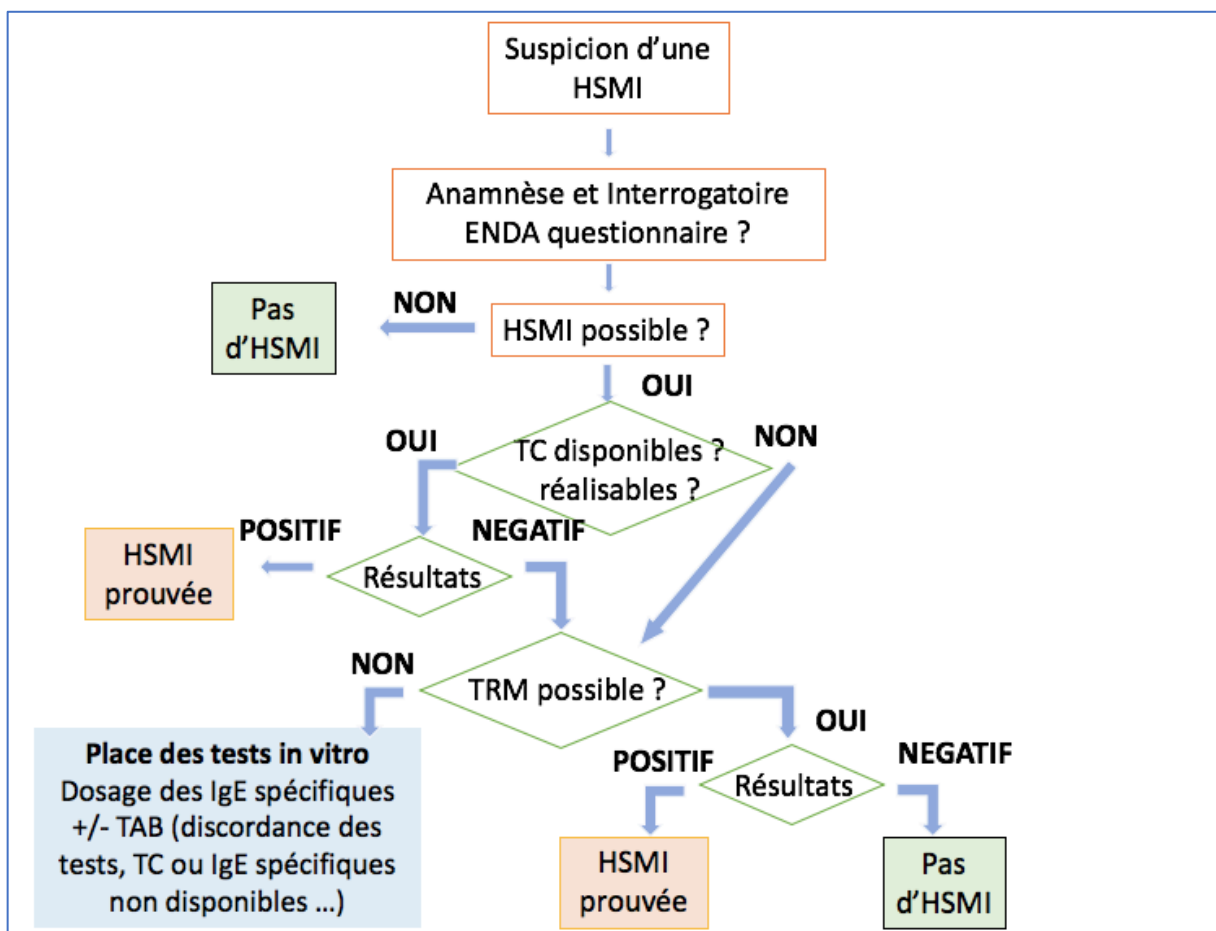 Suspicion d'une
HSMI
Anamnèse et Interrogatoire
ENDA questionnaire ?
Pas
d'HSMI
NON
HSMI possible ?
OUI
OUI
TC disponibles ?
réalisables ?
NON
POSITIF
NEGATIF
HSMI
prouvée
Résultats
NON
TRM possible ?
OUI
Place des tests in vitro
Dosage des IgE spécifiques
+/- TAB (discordance des
tests, TC ou IgE spécifiques
non disponibles ...)
POSITIF
Résultats
NEGATIF
HSMI
prouvée
Pas
d'HSMI